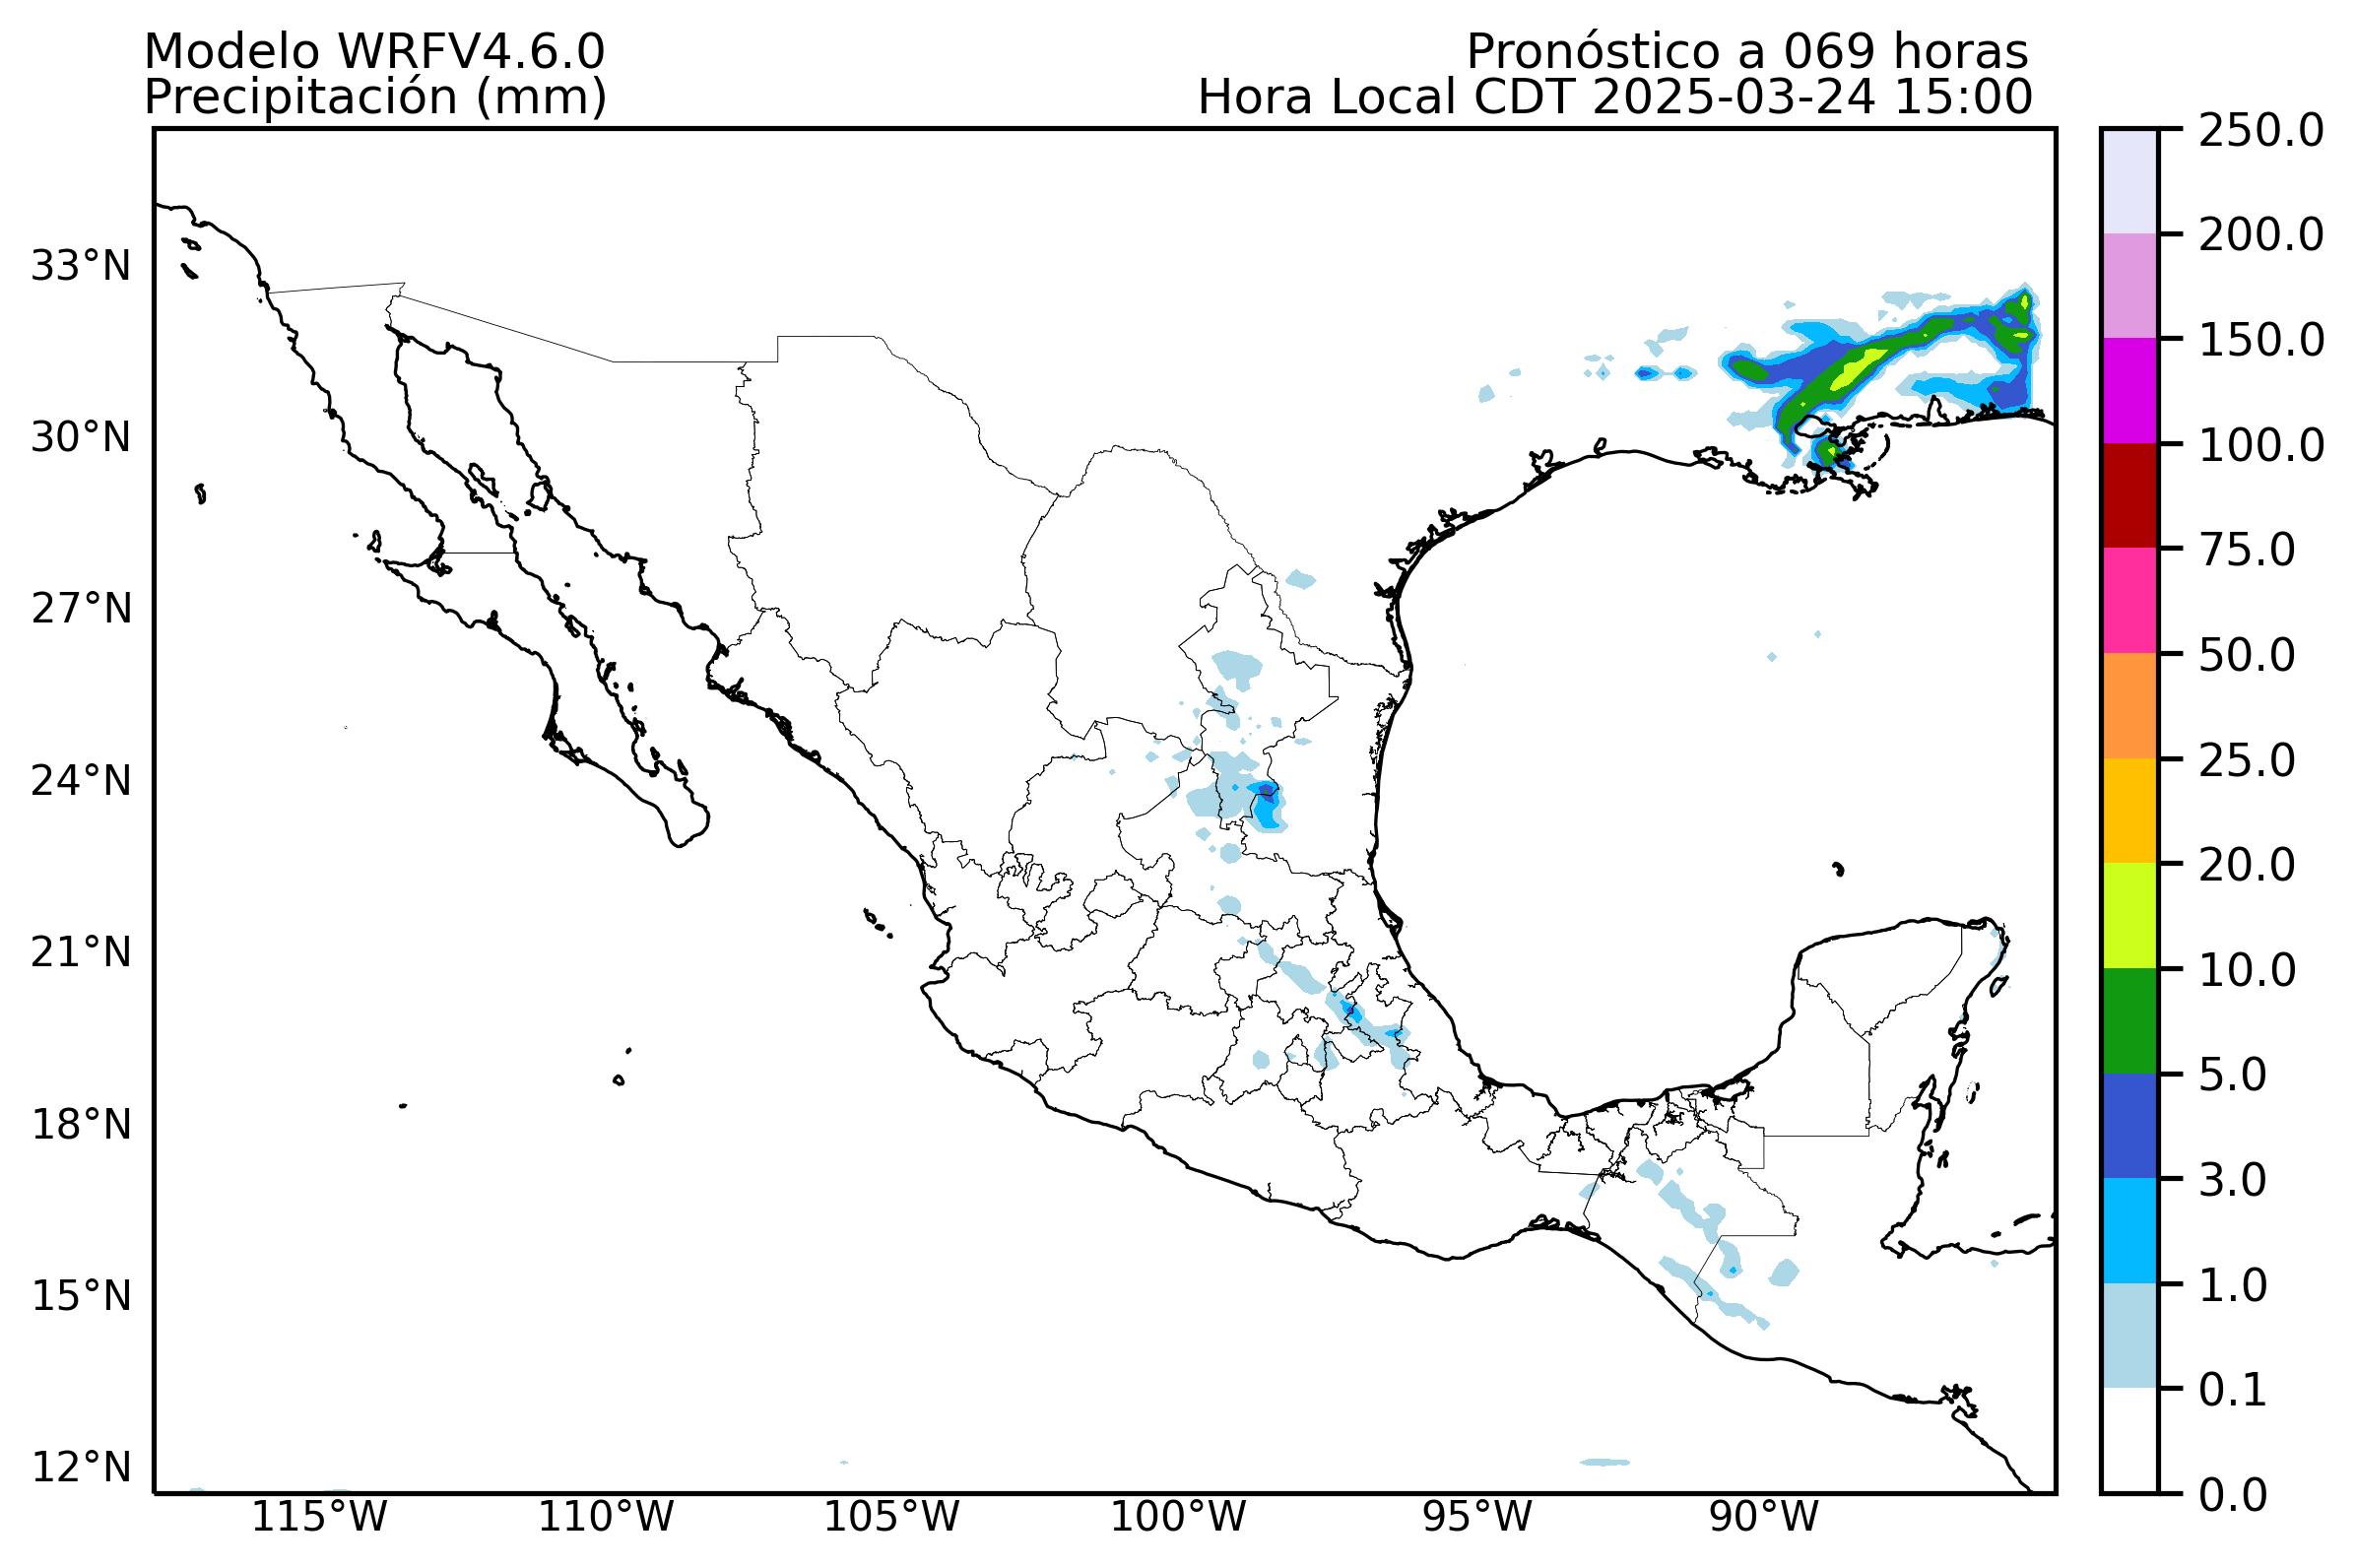 Modelo WRFV4.6.0
Precipitación (mm)
Pronóstico a 069 horas
Hora Local CDT 2025-03-24 15:00
33°N
30°N
27°N
24°N
21°N
18°N
15°N
12°N
115°W
110°W
105°W
100°W
95°W
90°W
250.0
200.0
150.0
100.0
75.0
50.0
25.0
20.0
10.0
5.0
3.0
1.0
0.1
0.0